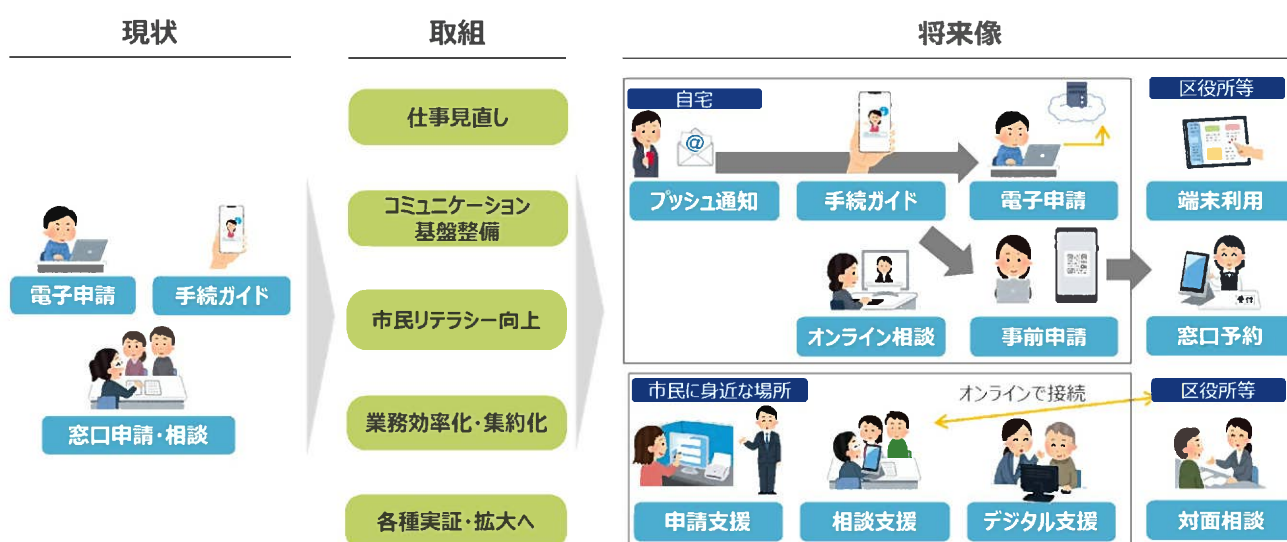 現状
取組
将来像
電子申請
手続ガイド
窓口申請・相談
仕事見直し
コミュニケーション
基盤整備
市民リテラシー向上
業務効率化・集約化
各種実証・拡大へ
自宅
@
プッシュ通知
手続ガイド
電子申請
オンライン相談
事前申請
区役所等
端末利用
受付
窓口予約
市民に身近な場所
オンラインで接続
申請支援
相談支援
デジタル支援
区役所等
対面相談